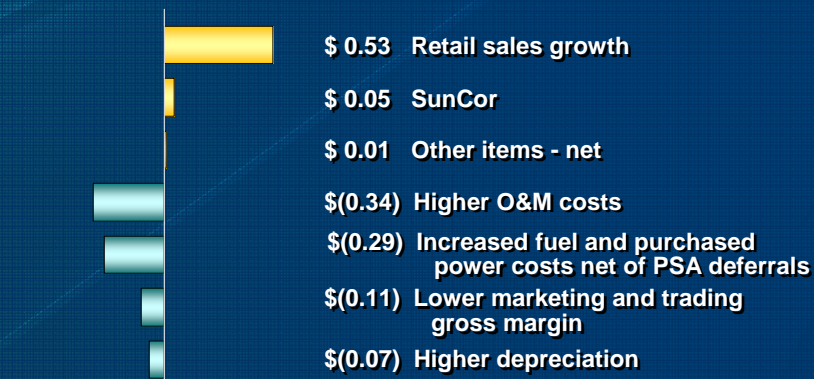 $ 0.53 Retail sales growth
$ 0.05 SunCor
$ 0.01 Other items - net
$(0.34) Higher O&M costs
$(0.29) Increased fuel and purchased
power costs net of PSA deferrals
$(0.11) Lower marketing and trading
gross margin
$(0.07) Higher depreciation